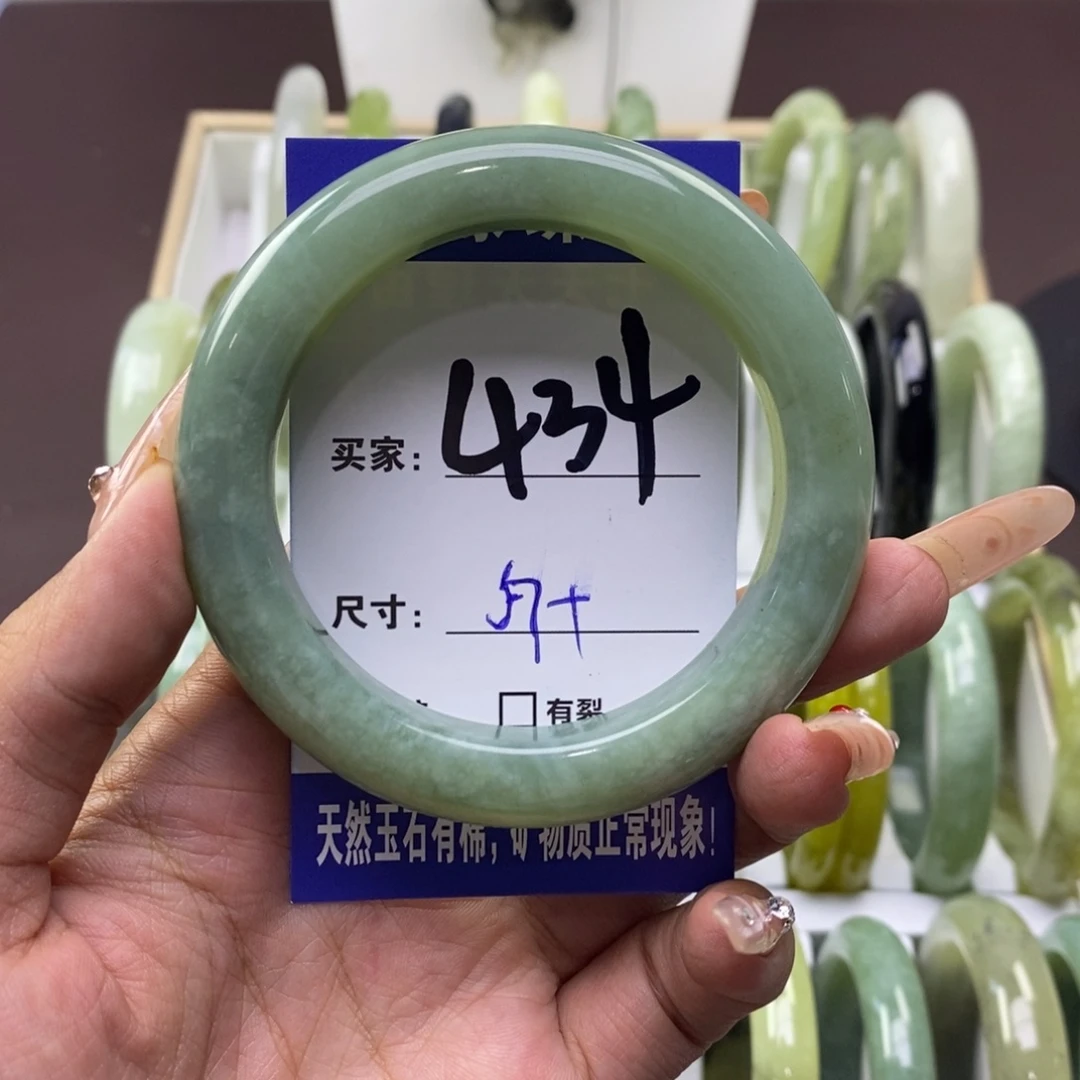 买家: 434
尺寸: 57+
□有裂
天然玉石有棉，矿物质正常现象！